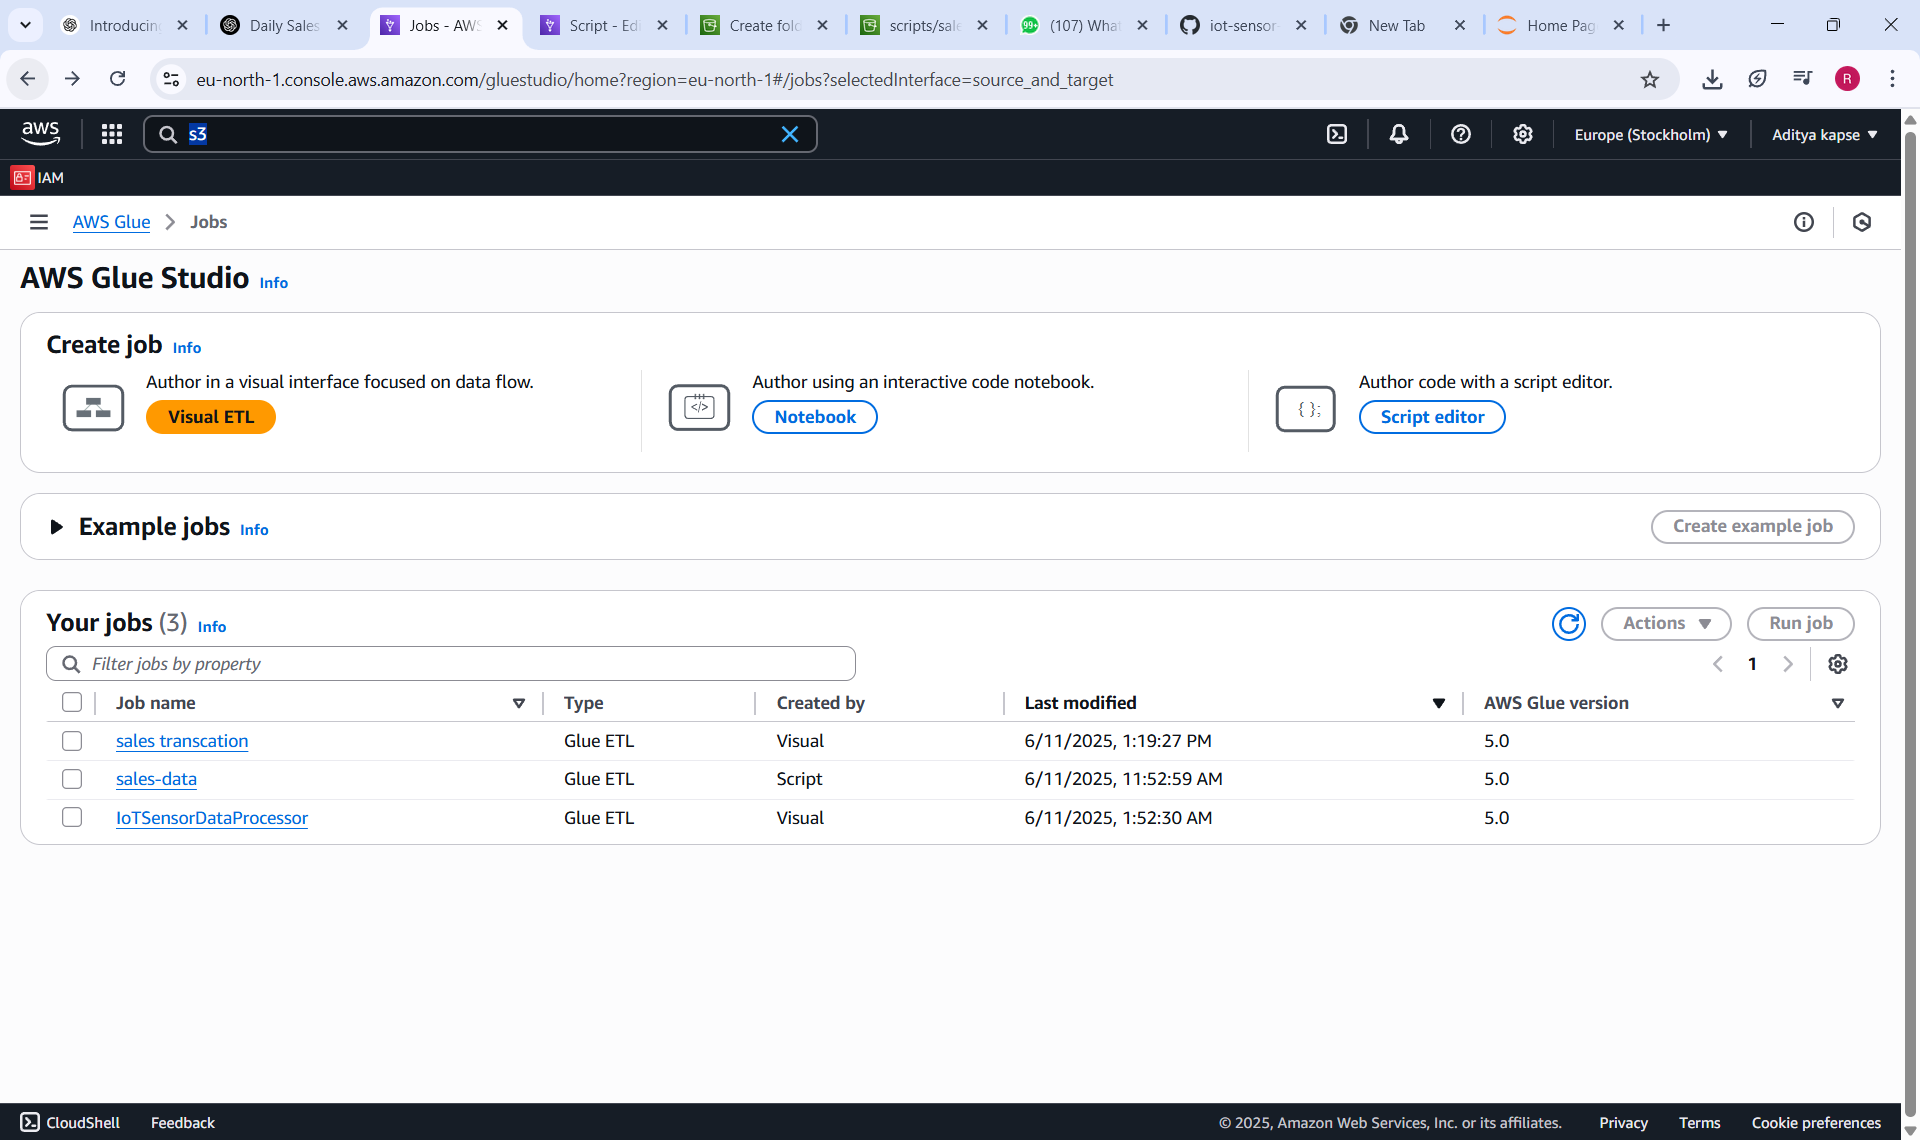 Introducin
Daily Sales
Jobs - AWS
Script - Edi
Create fold
scripts/sale
99+
(107) What
iot-sensor-
New Tab
Home Page
eu-north-1.console.aws.amazon.com/gluestudio/home?region=eu-north-1#/jobs?selectedInterface=source_and_target
R
aws
s3
Europe (Stockholm)
Aditya kapse
IAM
AWS Glue
Jobs
AWS Glue Studio Info
Create job Info
Author in a visual interface focused on data flow.
Visual ETL
Author using an interactive code notebook.
Notebook
Author code with a script editor.
Script editor
Example jobs Info
Create example job
Your jobs (3) Info
Actions
Run job
Filter jobs by property
1
Job name Type Created by Last modified AWS Glue version
sales transcation Glue ETL Visual 6/11/2025, 1:19:27 PM 5.0
sales-data Glue ETL Script 6/11/2025, 11:52:59 AM 5.0
IoTSensorDataProcessor Glue ETL Visual 6/11/2025, 1:52:30 AM 5.0
CloudShell Feedback © 2025, Amazon Web Services, Inc. or its affiliates. Privacy Terms Cookie preferences